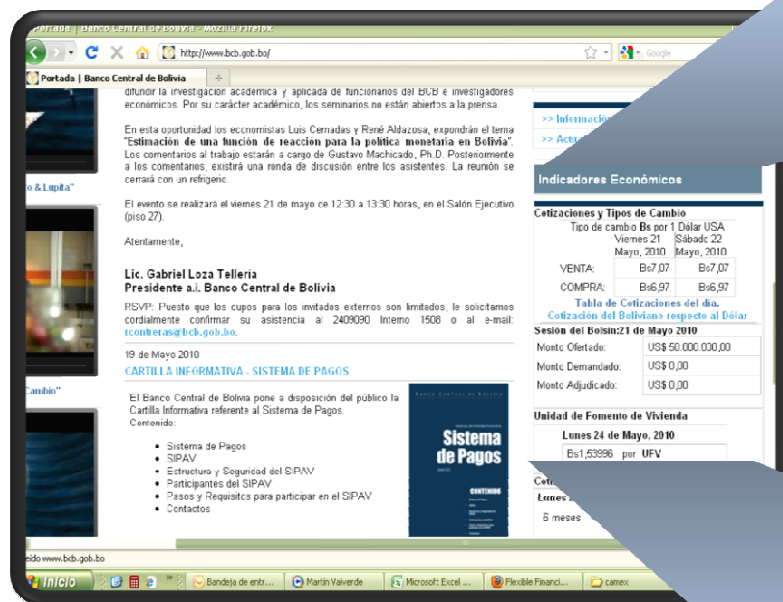 Portada | Banco Central de Bolivia - Mozilla Firefox
http://www.bcb.gob.bo/
Google
Portada | Banco Central de Bolivia
difundir la investigación académica y aplicada de funcionarios del BCB e investigadores
económicos. Por su carácter académico, los seminarios no están abiertos a la prensa.
En esta oportunidad los economistas Luis Cernadas y René Aldazosa, expondrán el tema
"Estimación de una función de reacción para la política monetaria en Bolivia".
Los comentarios al trabajo estarán a cargo de Gustavo Machicado, Ph.D. Posteriormente
a los comentarios, existirá una ronda de discusión entre los asistentes. La reunión se
cerrará con un refrigerio.
El evento se realizará el viernes 21 de mayo de 12:30 a 13:30 horas, en el Salón Ejecutivo
(piso 27).
Atentamente,
Lic. Gabriel Loza Tellería
Presidente a.i. Banco Central de Bolivia
RSVP: Puesto que los cupos para los invitados externos son limitados, le solicitamos
cordialmente confirmar su asistencia al 2409090 Interno 1508 o al e-mail:
rcontreras@bcb.gob.bo.
19 de Mayo 2010
CARTILLA INFORMATIVA - SISTEMA DE PAGOS
El Banco Central de Bolivia pone a disposición del público la
Cartilla Informativa referente al Sistema de Pagos.
Contenido:
• Sistema de Pagos
• SIPAV
• Estructura y Seguridad del SIPAV
• Participantes del SIPAV
• Pasos y Requisitos para participar en el SIPAV
• Contactos
BANCO CENTRAL DE BOLIVIA
Sistema
de Pagos
CONTENIDO
o & Lupita"
Cambio"
>> Información
>> Actu
Indicadores Económicos
Cotizaciones y Tipos de Cambio
Tipo de cambio Bs por 1 Dólar USA
Viernes 21 Sábado 22
Mayo, 2010 Mayo, 2010
VENTA: Bs7,07 Bs7,07
COMPRA: Bs6,97 Bs6,97
Tabla de Cotizaciones del día.
Cotización del Boliviano respecto al Dólar
Sesión del Bolsin:21 de Mayo 2010
Monto Ofertado: US$ 50.000.000,00
Monto Demandado: US$ 0,00
Monto Adjudicado: US$ 0,00
Unidad de Fomento de Vivienda
Lunes 24 de Mayo, 2010
Bs1,53996 por UFV
Coti
Lunes
6 meses
eído www.bcb.gob.bo
Inicio
Bandeja de entr...
Martin Valverde
Microsoft Excel ...
Flexible Financi...
camex